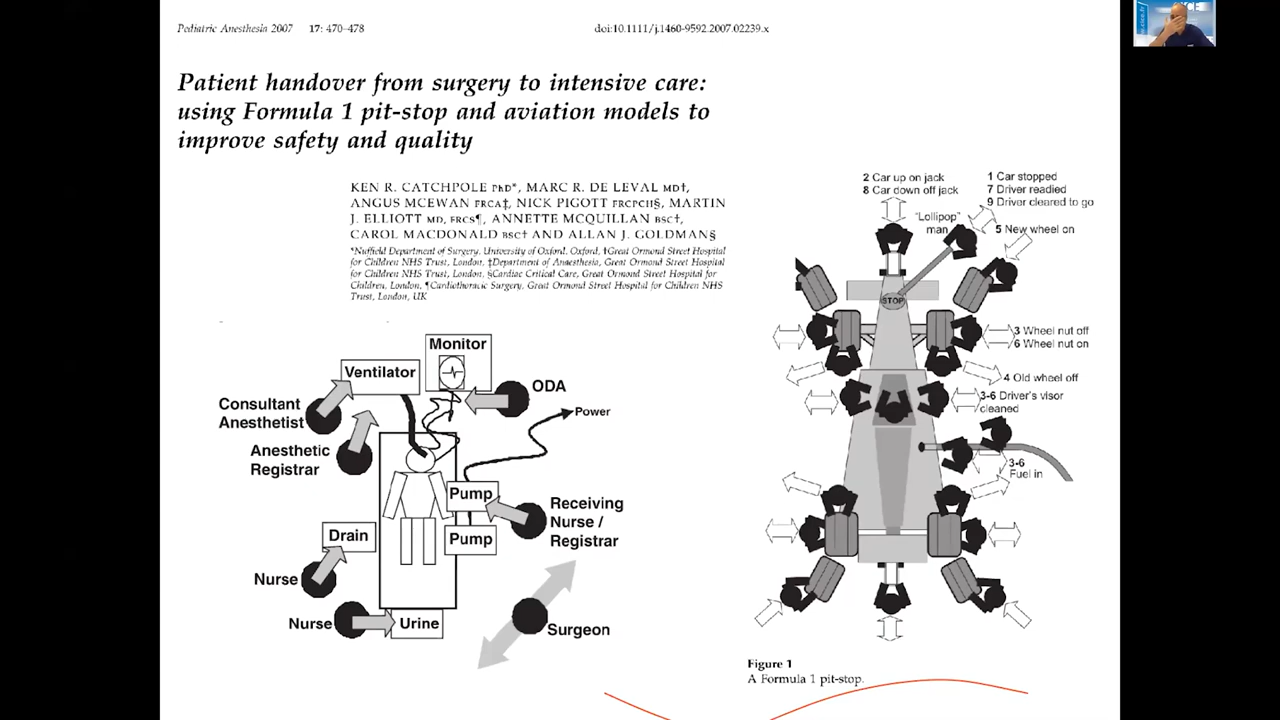 Pediatric Anesthesia 2007 17: 470–478
doi:10.1111/j.1460-9592.2007.02239.x
Patient handover from surgery to intensive care:
using Formula 1 pit-stop and aviation models to
improve safety and quality
KEN R. CATCHPOLE PhD*, MARC R. DE LEVAL MD†,
ANGUS MCEWAN FRCA‡, NICK PIGOTT FRCPCH§, MARTIN
J. ELLIOTT MD, FRCS¶, ANNETTE MCQUILLAN BSC†,
CAROL MACDONALD BSC† AND ALLAN J. GOLDMAN§
*Nuffield Department of Surgery, University of Oxford, Oxford, †Great Ormond Street Hospital
for Children NHS Trust, London, ‡Department of Anaesthesia, Great Ormond Street Hospital
for Children NHS Trust, London, §Cardiac Critical Care, Great Ormond Street Hospital for
Children, London, ¶Cardiothoracic Surgery, Great Ormond Street Hospital for Children NHS
Trust, London, UK
Monitor
Ventilator
ODA
Consultant
Anesthetist
Power
Anesthetic
Registrar
Pump
Receiving
Nurse /
Registrar
Pump
Drain
Nurse
Nurse
Urine
Surgeon
2 Car up on jack
8 Car down off jack
1 Car stopped
7 Driver readied
9 Driver cleared to go
"Lollipop"
man
5 New wheel on
STOP
3 Wheel nut off
6 Wheel nut on
4 Old wheel off
3-6 Driver's visor
cleaned
3-6
Fuel in
Figure 1
A Formula 1 pit-stop.